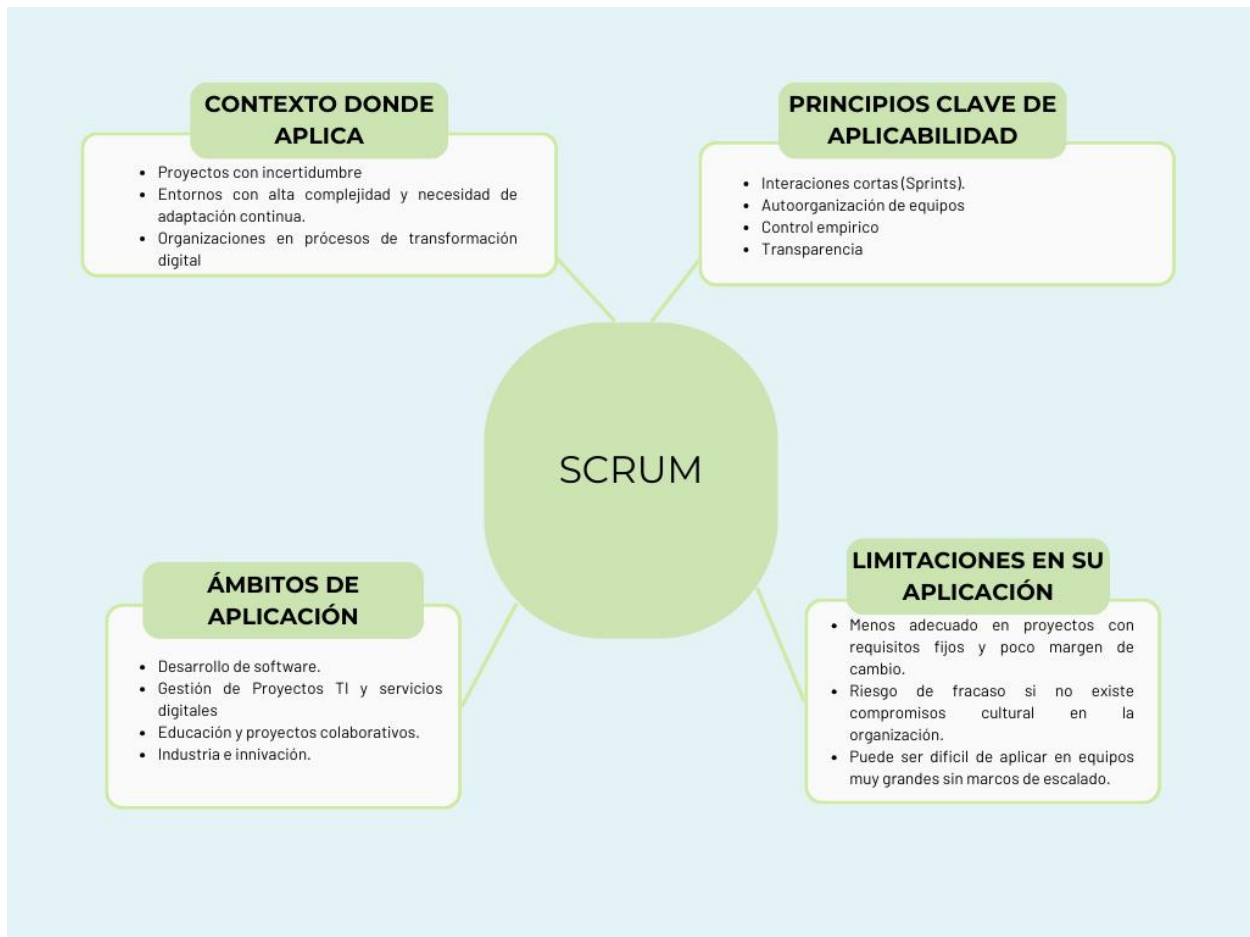 CONTEXTO DONDE
APLICA
• Proyectos con incertidumbre
• Entornos con alta complejidad y necesidad de
adaptación continua.
• Organizaciones en prócesos de transformación
digital
PRINCIPIOS CLAVE DE
APLICABILIDAD
• Interaciones cortas (Sprints).
• Autoorganización de equipos
• Control empirico
• Transparencia
SCRUM
ÁMBITOS DE
APLICACIÓN
• Desarrollo de software.
• Gestión de Proyectos TI y servicios
digitales
• Educación y proyectos colaborativos.
• Industria e innivación.
LIMITACIONES EN SU
APLICACIÓN
• Menos adecuado en proyectos con
requisitos fijos y poco margen de
cambio.
• Riesgo de fracaso si no existe
compromisos cultural en la
organización.
• Puede ser dificil de aplicar en equipos
muy grandes sin marcos de escalado.